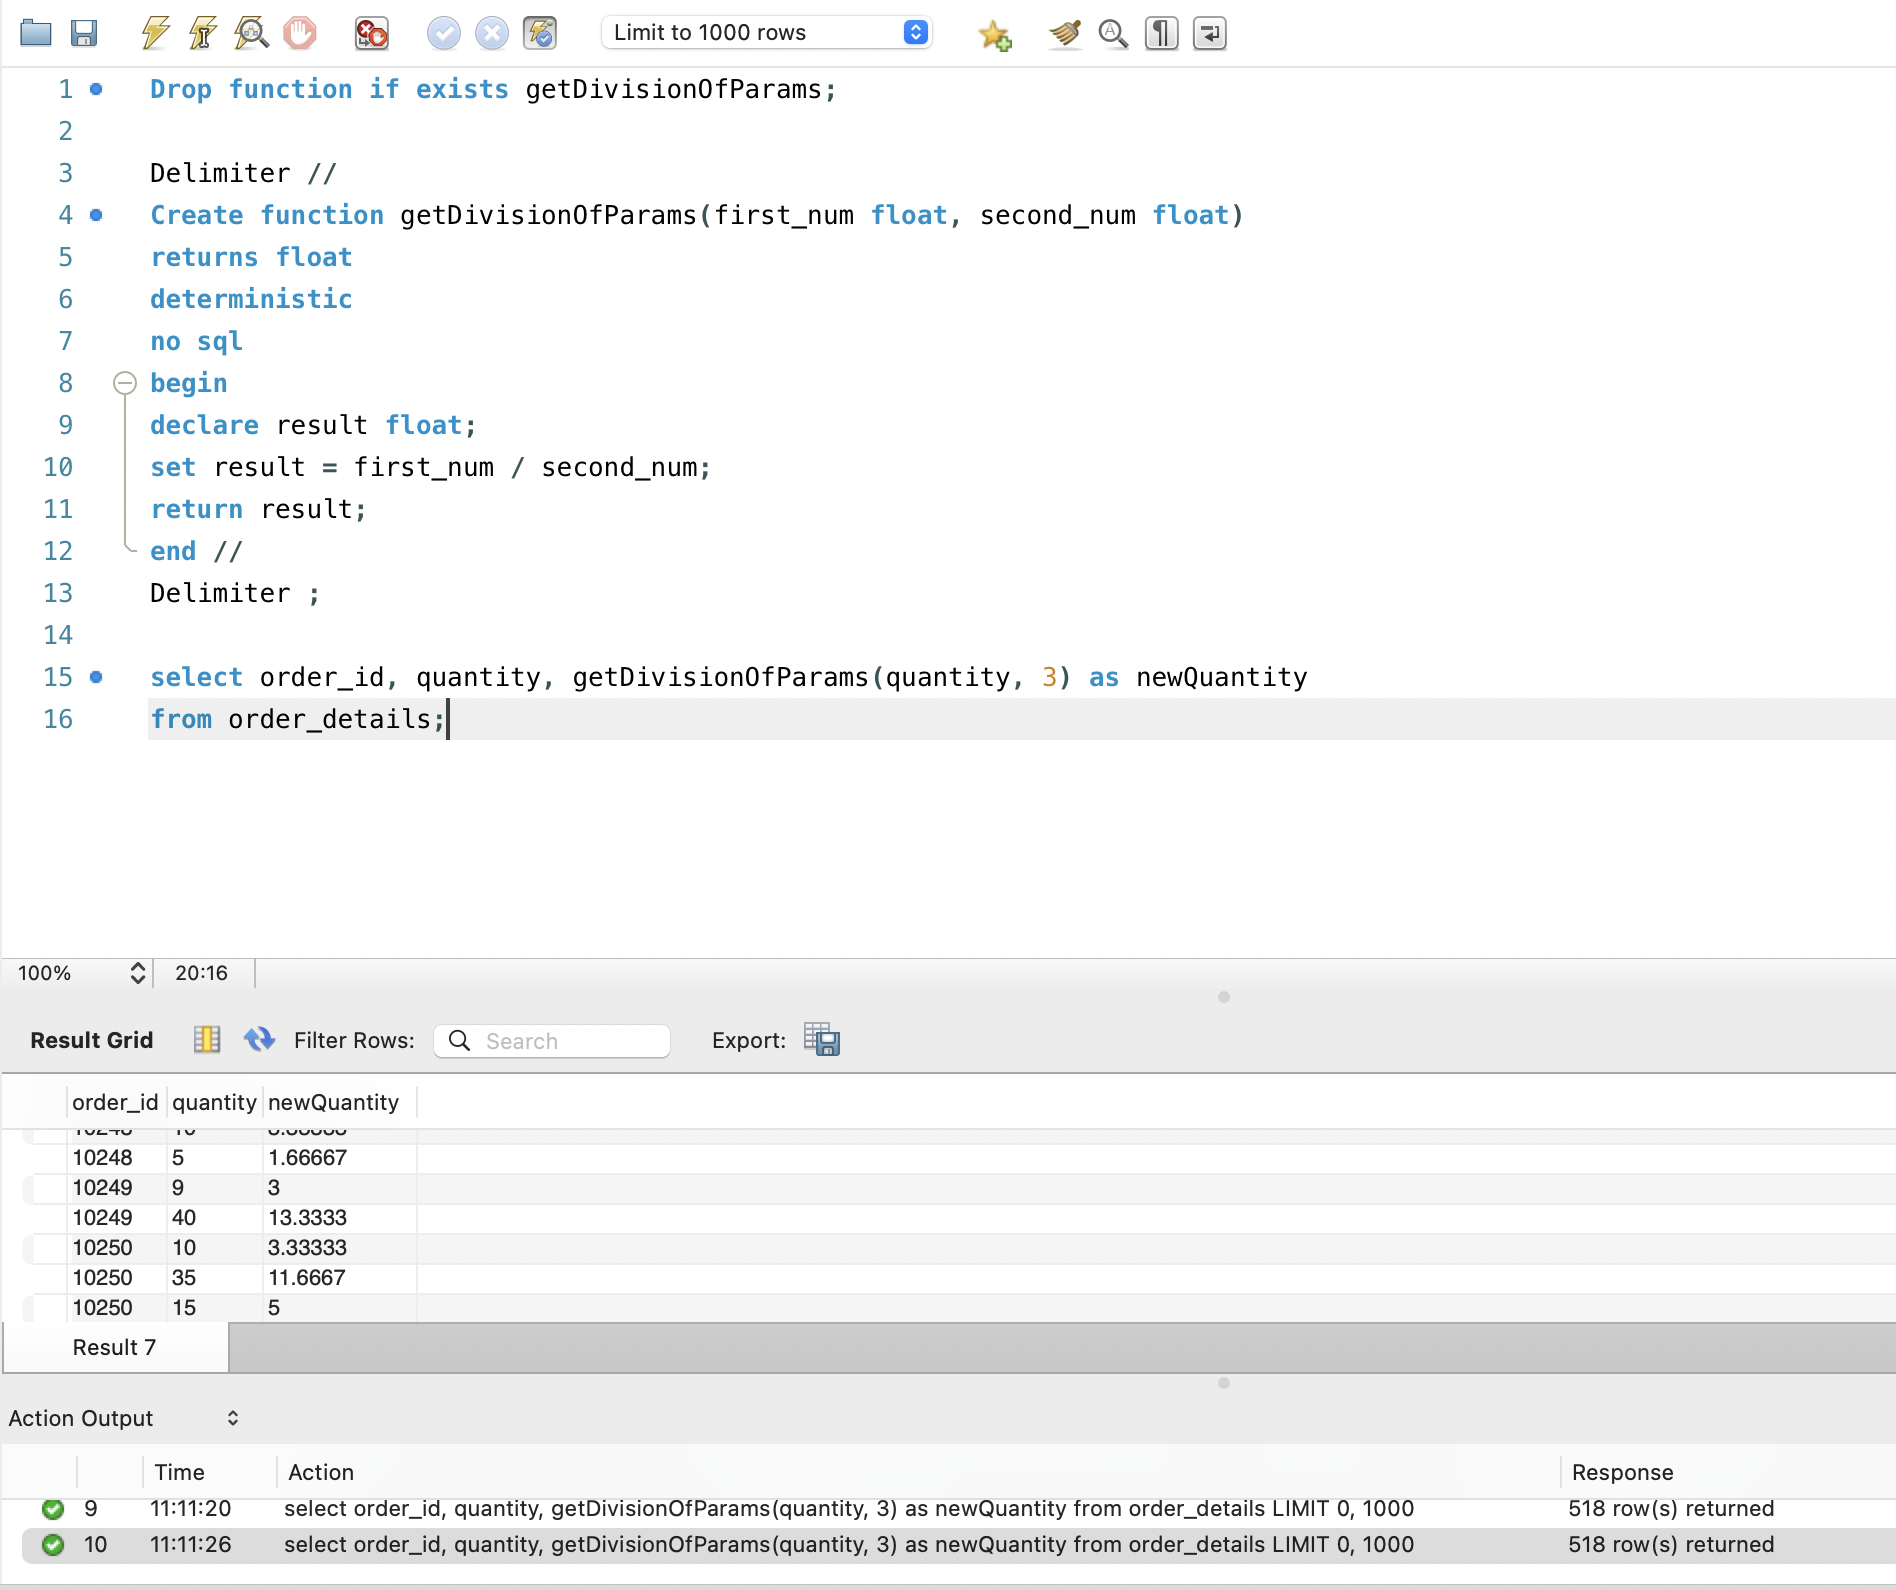 Limit to 1000 rows
1 Drop function if exists getDivisionOfParams;
2
3 Delimiter //
4 Create function getDivisionOfParams(first_num float, second_num float)
5 returns float
6 deterministic
7 no sql
8 begin
9 declare result float;
10 set result = first_num / second_num;
11 return result;
12 end //
13 Delimiter ;
14
15 select order_id, quantity, getDivisionOfParams(quantity, 3) as newQuantity
16 from order_details;
100% 20:16
Result Grid Filter Rows: Search Export:
order_id quantity newQuantity
10248 5 1.66667
10249 9 3
10249 40 13.3333
10250 10 3.33333
10250 35 11.6667
10250 15 5
Result 7
Action Output
Time Action Response
9 11:11:20 select order_id, quantity, getDivisionOfParams(quantity, 3) as newQuantity from order_details LIMIT 0, 1000 518 row(s) returned
10 11:11:26 select order_id, quantity, getDivisionOfParams(quantity, 3) as newQuantity from order_details LIMIT 0, 1000 518 row(s) returned